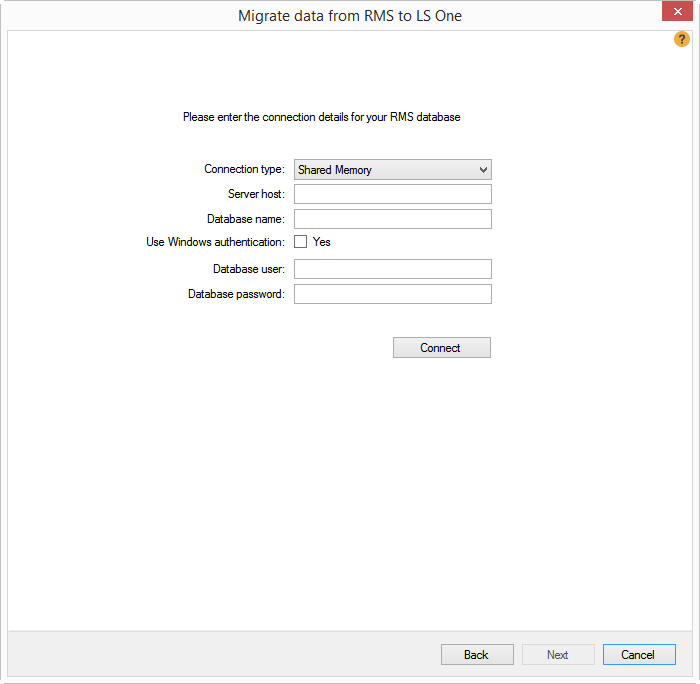 Migrate data from RMS to LS One
?
Please enter the connection details for your RMS database
Connection type: Shared Memory
Server host:
Database name:
Use Windows authentication: Yes
Database user:
Database password:
Connect
Back Next Cancel